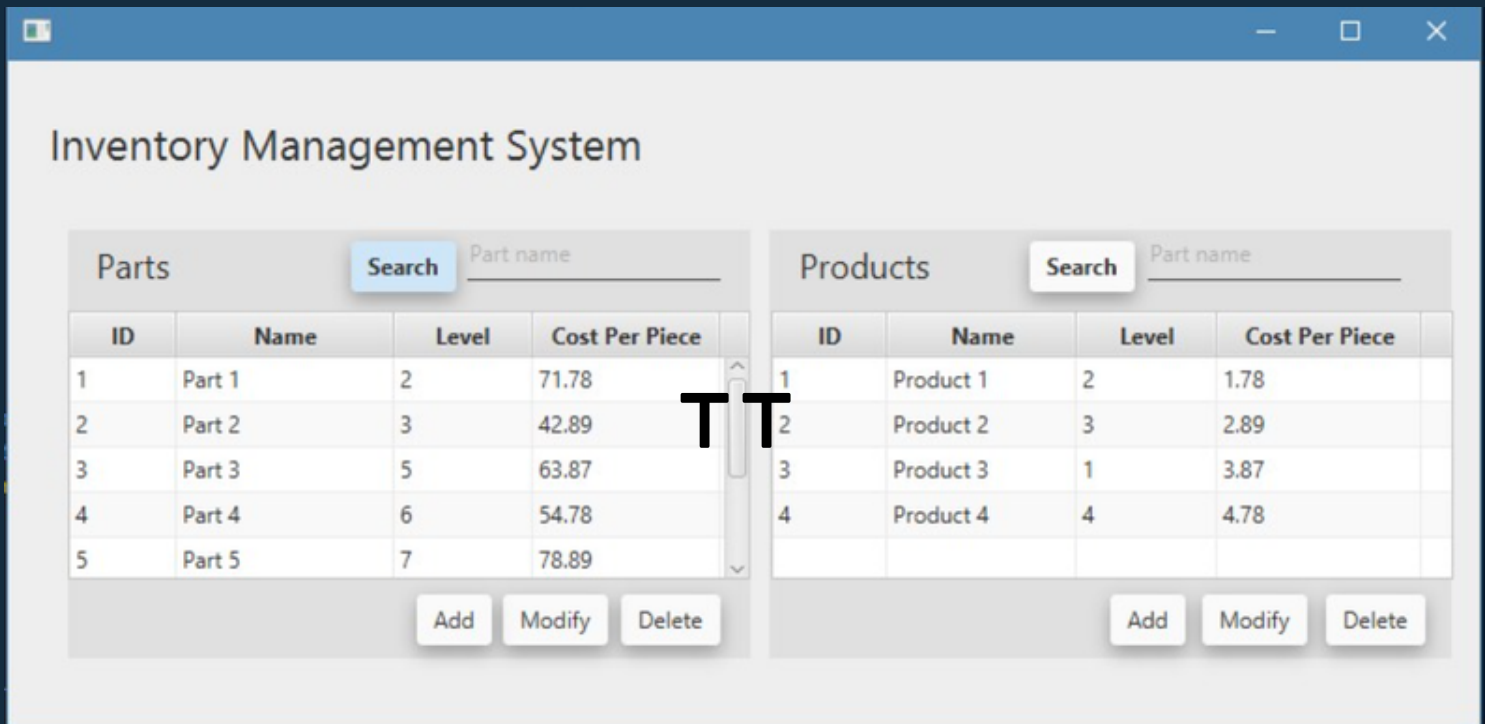 Inventory Management System
Parts Search Part name
ID Name Level Cost Per Piece
1 Part 1 2 71.78
2 Part 2 3 42.89
3 Part 3 5 63.87
4 Part 4 6 54.78
5 Part 5 7 78.89
Add Modify Delete
T T
Products Search Part name
ID Name Level Cost Per Piece
1 Product 1 2 1.78
2 Product 2 3 2.89
3 Product 3 1 3.87
4 Product 4 4 4.78
Add Modify Delete